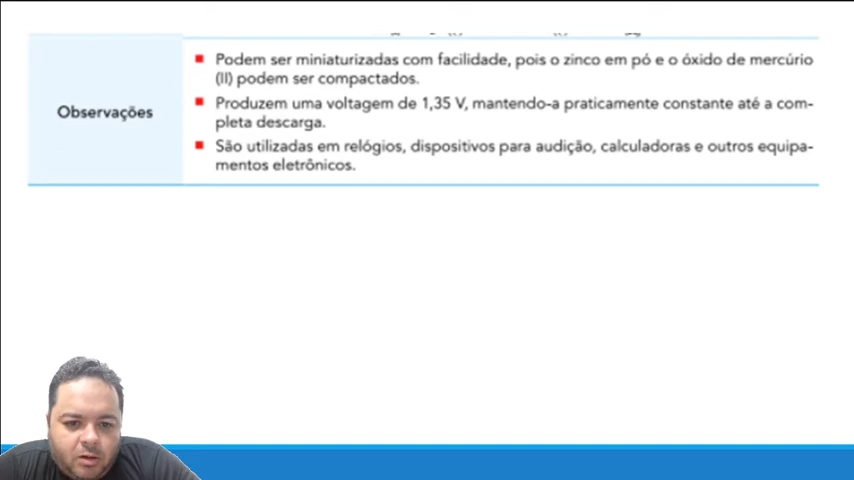 Observações
Podem ser miniaturizadas com facilidade, pois o zinco em pó e o óxido de mercúrio
(II) podem ser compactados.
Produzem uma voltagem de 1,35 V, mantendo-a praticamente constante até a com-
pleta descarga.
São utilizadas em relógios, dispositivos para audição, calculadoras e outros equipa-
mentos eletrônicos.